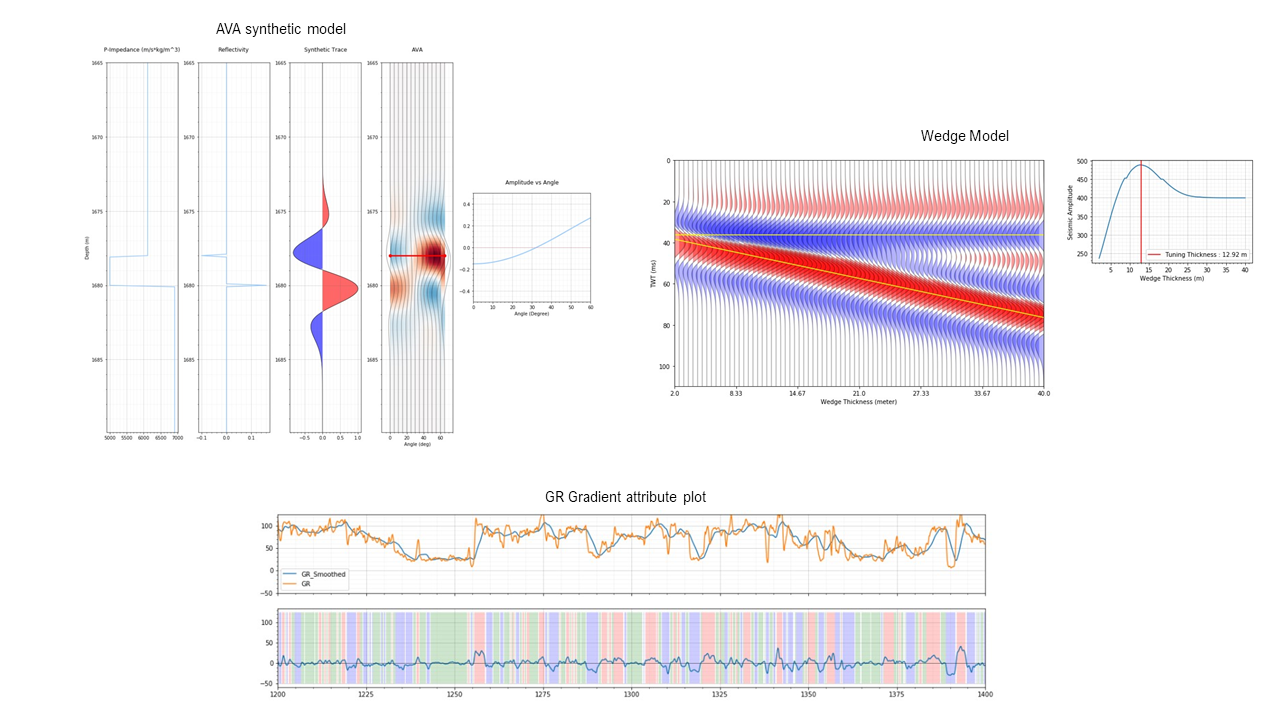 AVA synthetic model
P-Impedance (m/s*kg/m^3)
Reflectivity
Synthetic Trace
AVA
1665
1670
1675
1680
1685
Depth (m)
5000 5500 6000 6500 7000
1665
1670
1675
1680
1685
−0.1 0.0 0.1
1665
1670
1675
1680
1685
−0.5 0.0 0.5 1.0
1665
1670
1675
1680
1685
0 20 40 60
Angle (deg)
Amplitude vs Angle
0.4
0.2
0.0
−0.2
−0.4
0 10 20 30 40 50 60
Angle (Degree)
Wedge Model
0
20
40
60
80
100
TWT (ms)
2.0 8.33 14.67 21.0 27.33 33.67 40.0
Wedge Thickness (meter)
500
450
400
350
300
250
Seismic Amplitude
Tuning Thickness : 12.92 m
5 10 15 20 25 30 35 40
Wedge Thickness (m)
GR Gradient attribute plot
100
50
0
−50
GR_Smoothed
GR
100
50
0
−50
1200 1225 1250 1275 1300 1325 1350 1375 1400